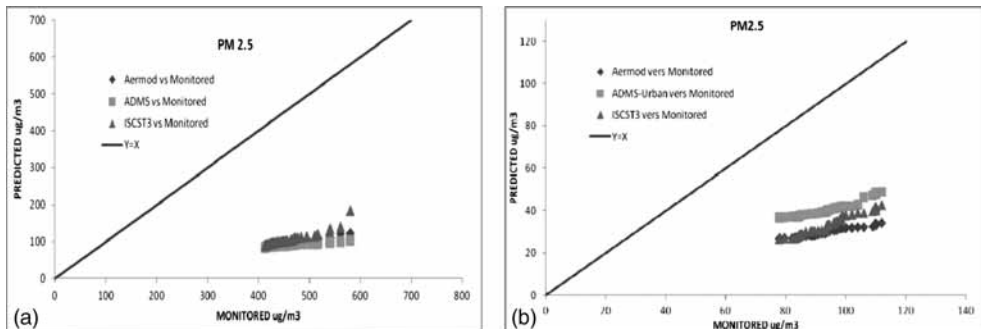 PM 2.5
PREDICTED ug/m3
700
600
500
400
300
200
100
0
Aermod vs Monitored
ADMS vs Monitored
ISCST3 vs Monitored
Y=X
0 100 200 300 400 500 600 700 800
MONITORED ug/m3
(a)
PM2.5
PREDICTED ug/m3
120
100
80
60
40
20
0
Aermod vers Monitored
ADMS-Urban vers Monitored
ISCST3 vers Monitored
Y=X
0 20 40 60 80 100 120 140
MONITORED ug/m3
(b)